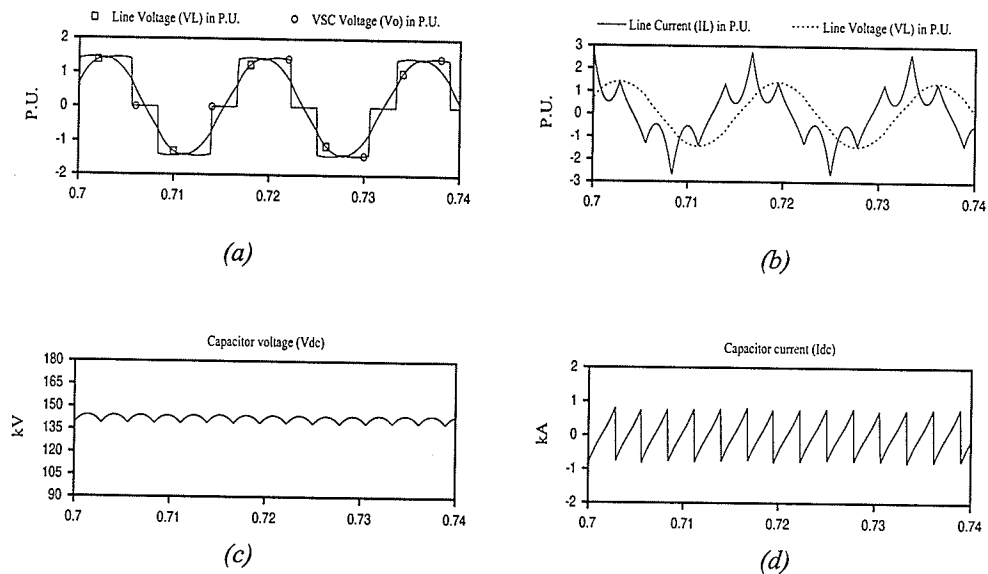 Line Voltage (VL) in P.U. VSC Voltage (Vo) in P.U.
2
1
0
-1
-2
P.U.
0.7 0.71 0.72 0.73 0.74
(a)
Line Current (IL) in P.U. Line Voltage (VL) in P.U.
3
2
1
0
-1
-2
-3
P.U.
0.7 0.71 0.72 0.73 0.74
(b)
Capacitor voltage (Vdc)
180
165
150
135
120
105
90
kV
0.7 0.71 0.72 0.73 0.74
(c)
Capacitor current (Idc)
2
1
0
-1
-2
kA
0.7 0.71 0.72 0.73 0.74
(d)